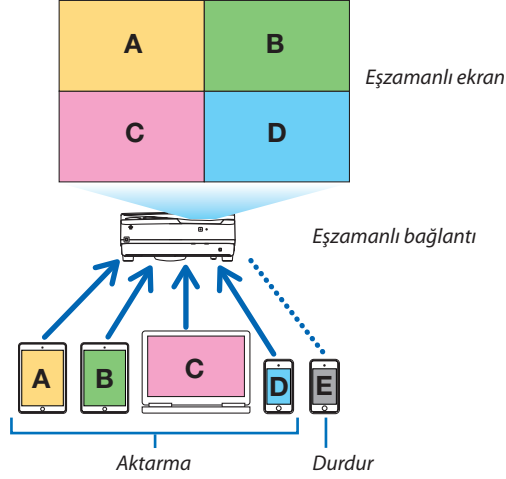 A
B
Eşzamanlı ekran
C
D
Eşzamanlı bağlantı
A
B
C
D
E
Aktarma
Durdur